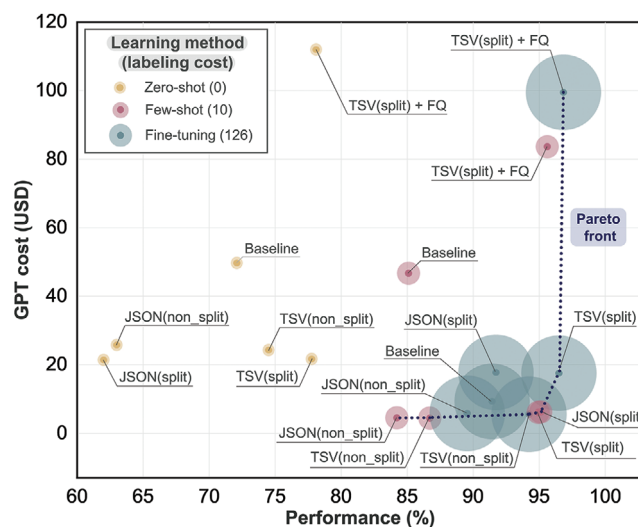 120
100
80
60
40
20
0
GPT cost (USD)
Learning method
(labeling cost)
Zero-shot (0)
Few-shot (10)
Fine-tuning (126)
TSV(split) + FQ
TSV(split) + FQ
TSV(split) + FQ
Pareto
front
Baseline
Baseline
JSON(non_split)
TSV(non_split)
JSON(split)
TSV(split)
Baseline
JSON(split)
TSV(split)
JSON(non_split)
JSON(split)
JSON(non_split)
TSV(non_split)
TSV(non_split)
TSV(split)
60 65 70 75 80 85 90 95 100
Performance (%)